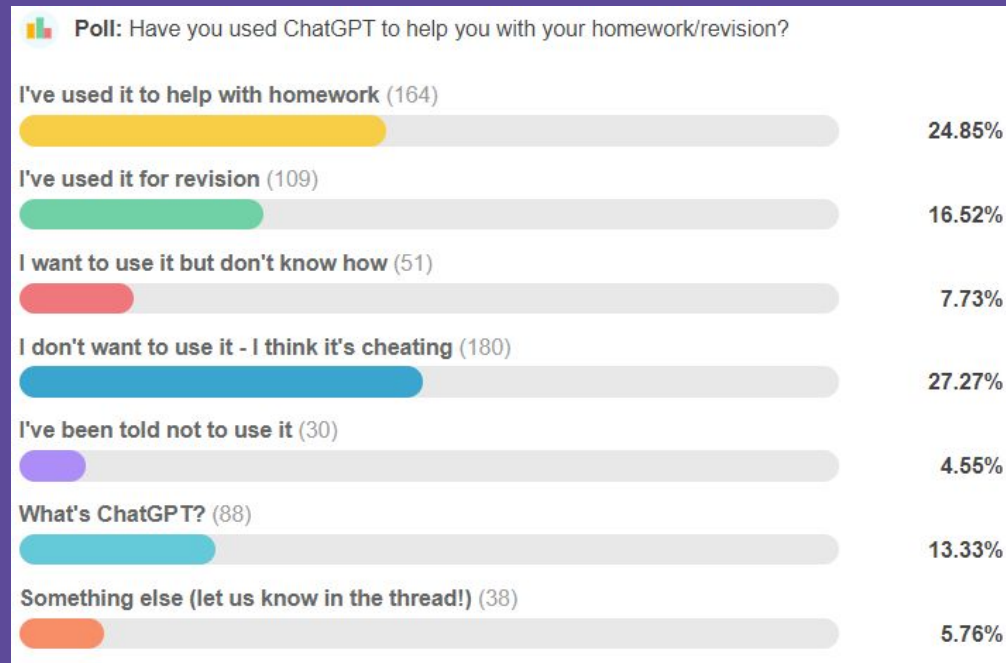 Poll: Have you used ChatGPT to help you with your homework/revision?
I've used it to help with homework (164)
24.85%
I've used it for revision (109)
16.52%
I want to use it but don't know how (51)
7.73%
I don't want to use it - I think it's cheating (180)
27.27%
I've been told not to use it (30)
4.55%
What's ChatGPT? (88)
13.33%
Something else (let us know in the thread!) (38)
5.76%